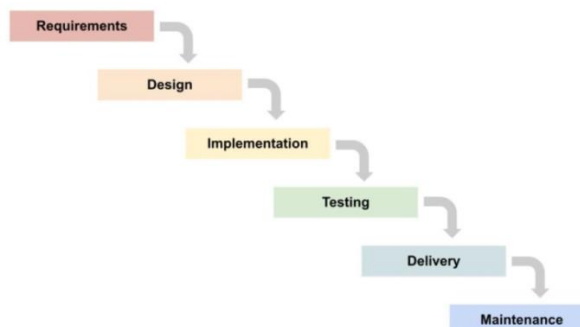 Requirements
Design
Implementation
Testing
Delivery
Maintenance